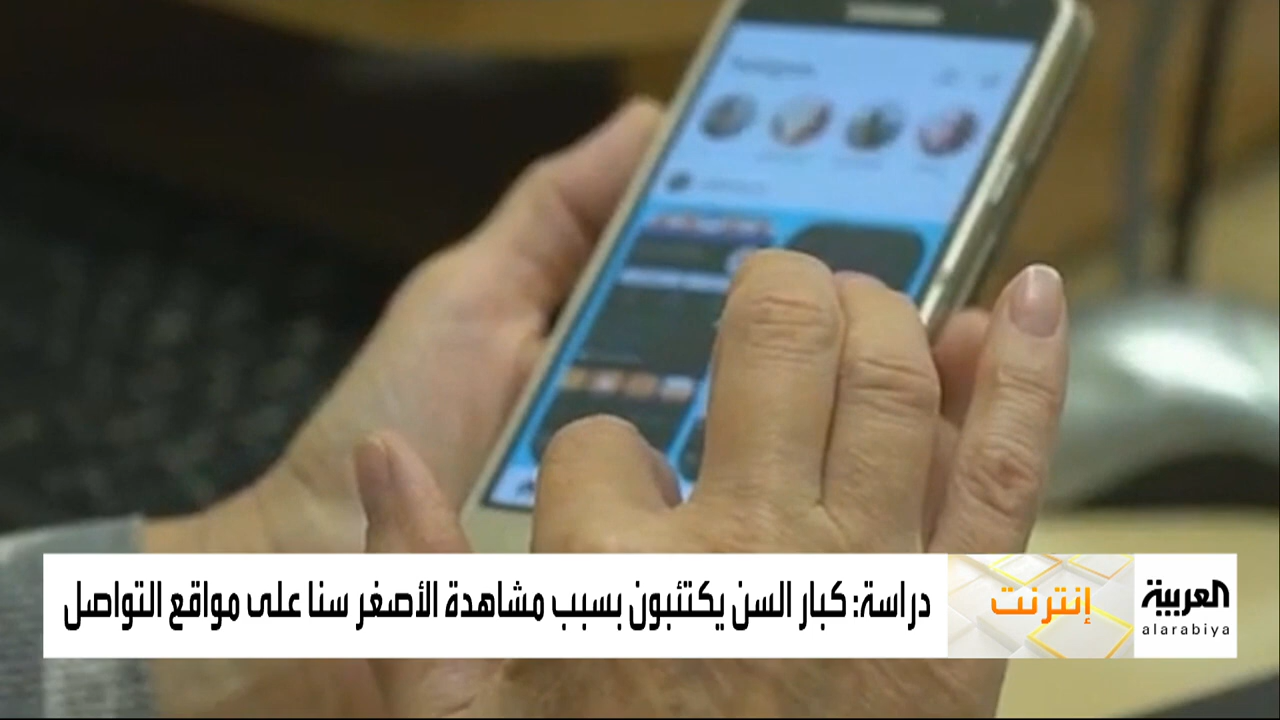 العربية
alarabiya
إنترنت
دراسة: كبار السن يكتئبون بسبب مشاهدة الأصغر سنا على مواقع التواصل